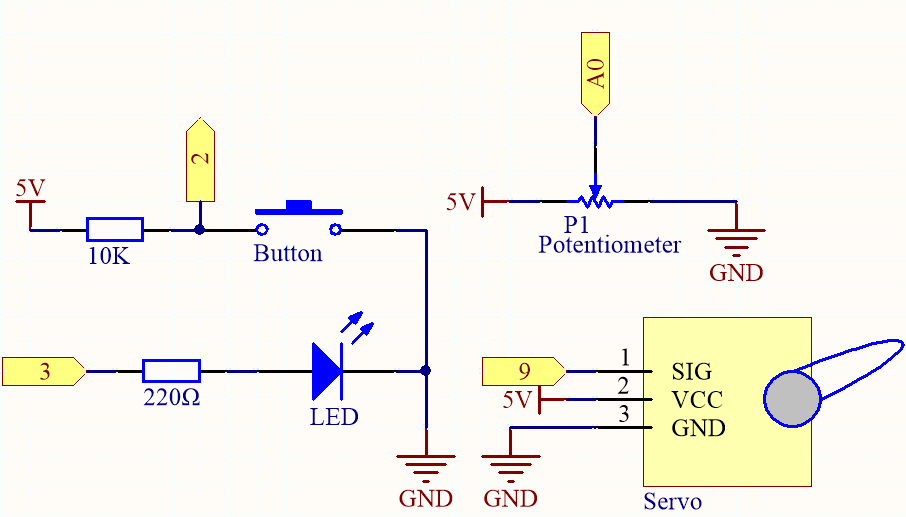 A0
2
5V
10K
Button
5V
P1
Potentiometer
GND
3
220Ω
LED
GND
9
5V
GND
1
2
3
SIG
VCC
GND
Servo